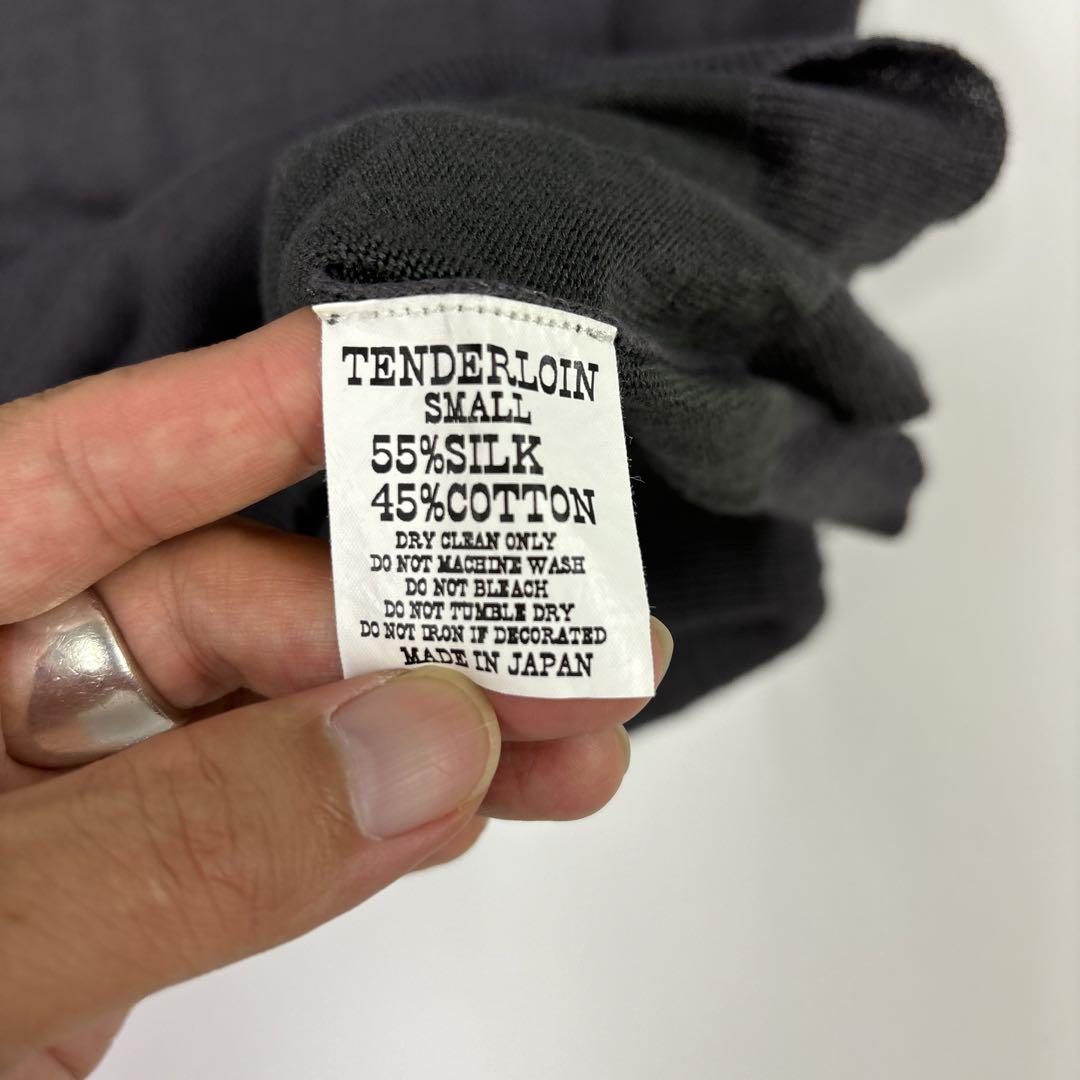 TENDERLOIN
SMALL
55%SILK
45%COTTON
DRY CLEAN ONLY
DO NOT MACHINE WASH
DO NOT BLEACH
DO NOT TUMBLE DRY
DO NOT IRON IF DECORATED
MADE IN JAPAN